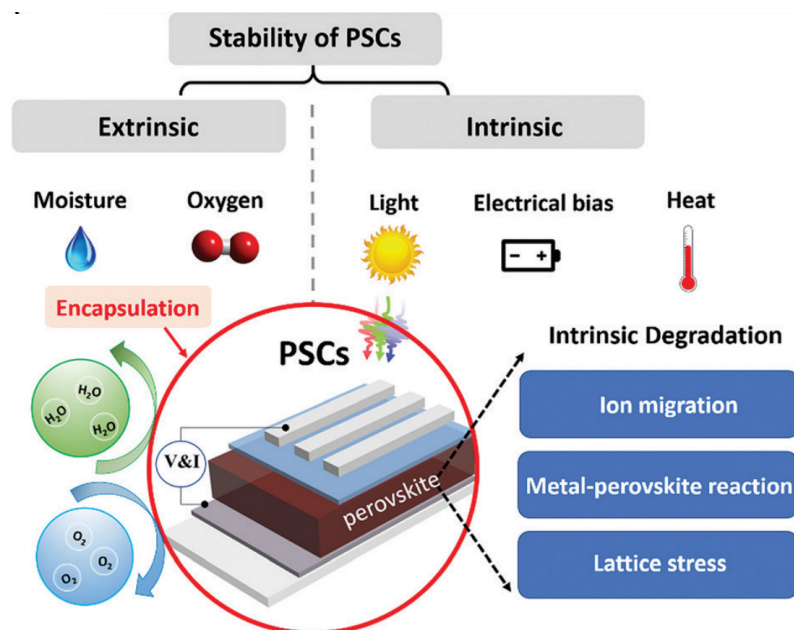 Stability of PSCs
Extrinsic
Intrinsic
Moisture
Oxygen
Light
Electrical bias
Heat
- +
Encapsulation
PSCs
Intrinsic Degradation
H₂O
H₂O
H₂O
V&I
perovskite
O₂
O₂
O₂
Ion migration
Metal-perovskite reaction
Lattice stress